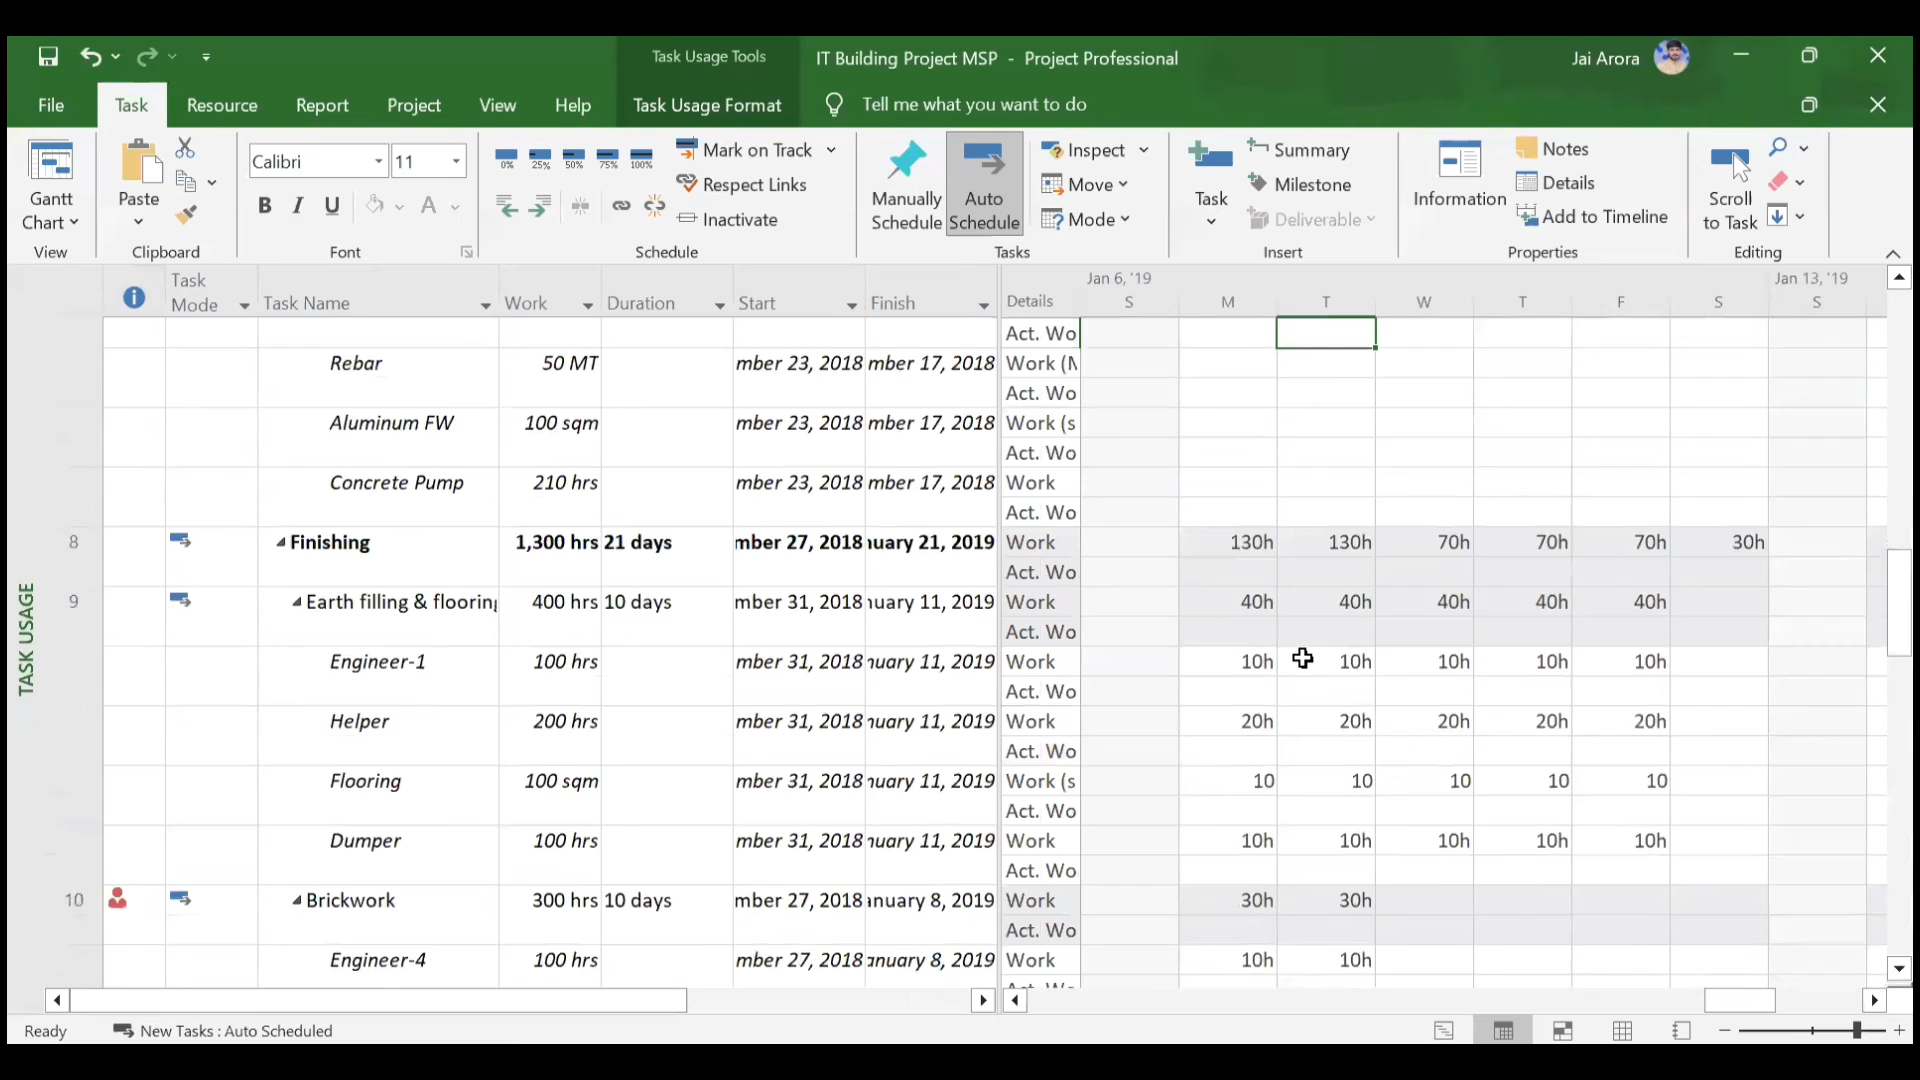 Task Usage Tools
IT Building Project MSP - Project Professional
Jai Arora
File Task Resource Report Project View Help Task Usage Format Tell me what you want to do
Gantt Chart
View
Paste
Clipboard
Calibri 11
B I U A
Font
0% 25% 50% 75% 100%
Mark on Track
Respect Links
Inactivate
Schedule
Manually Schedule
Auto Schedule
Inspect
Move
Mode
Tasks
Task
Summary
Milestone
Deliverable
Insert
Information
Notes
Details
Add to Timeline
Properties
Scroll to Task
Editing
TASK USAGE
Jan 6, '19 Jan 13, '19
Task Mode Task Name Work Duration Start Finish Details S M T W T F S S
Act. Wo
Rebar 50 MT mber 23, 2018 mber 17, 2018 Work (M
Act. Wo
Aluminum FW 100 sqm mber 23, 2018 mber 17, 2018 Work (s
Act. Wo
Concrete Pump 210 hrs mber 23, 2018 mber 17, 2018 Work
Act. Wo
8 Finishing 1,300 hrs 21 days mber 27, 2018 nuary 21, 2019 Work 130h 130h 70h 70h 70h 30h
Act. Wo
9 Earth filling & flooring 400 hrs 10 days mber 31, 2018 nuary 11, 2019 Work 40h 40h 40h 40h 40h
Act. Wo
Engineer-1 100 hrs mber 31, 2018 nuary 11, 2019 Work 10h 10h 10h 10h 10h
Act. Wo
Helper 200 hrs mber 31, 2018 nuary 11, 2019 Work 20h 20h 20h 20h 20h
Act. Wo
Flooring 100 sqm mber 31, 2018 nuary 11, 2019 Work (s 10 10 10 10 10
Act. Wo
Dumper 100 hrs mber 31, 2018 nuary 11, 2019 Work 10h 10h 10h 10h 10h
Act. Wo
10 Brickwork 300 hrs 10 days mber 27, 2018 anuary 8, 2019 Work 30h 30h
Act. Wo
Engineer-4 100 hrs mber 27, 2018 anuary 8, 2019 Work 10h 10h
Ready New Tasks : Auto Scheduled